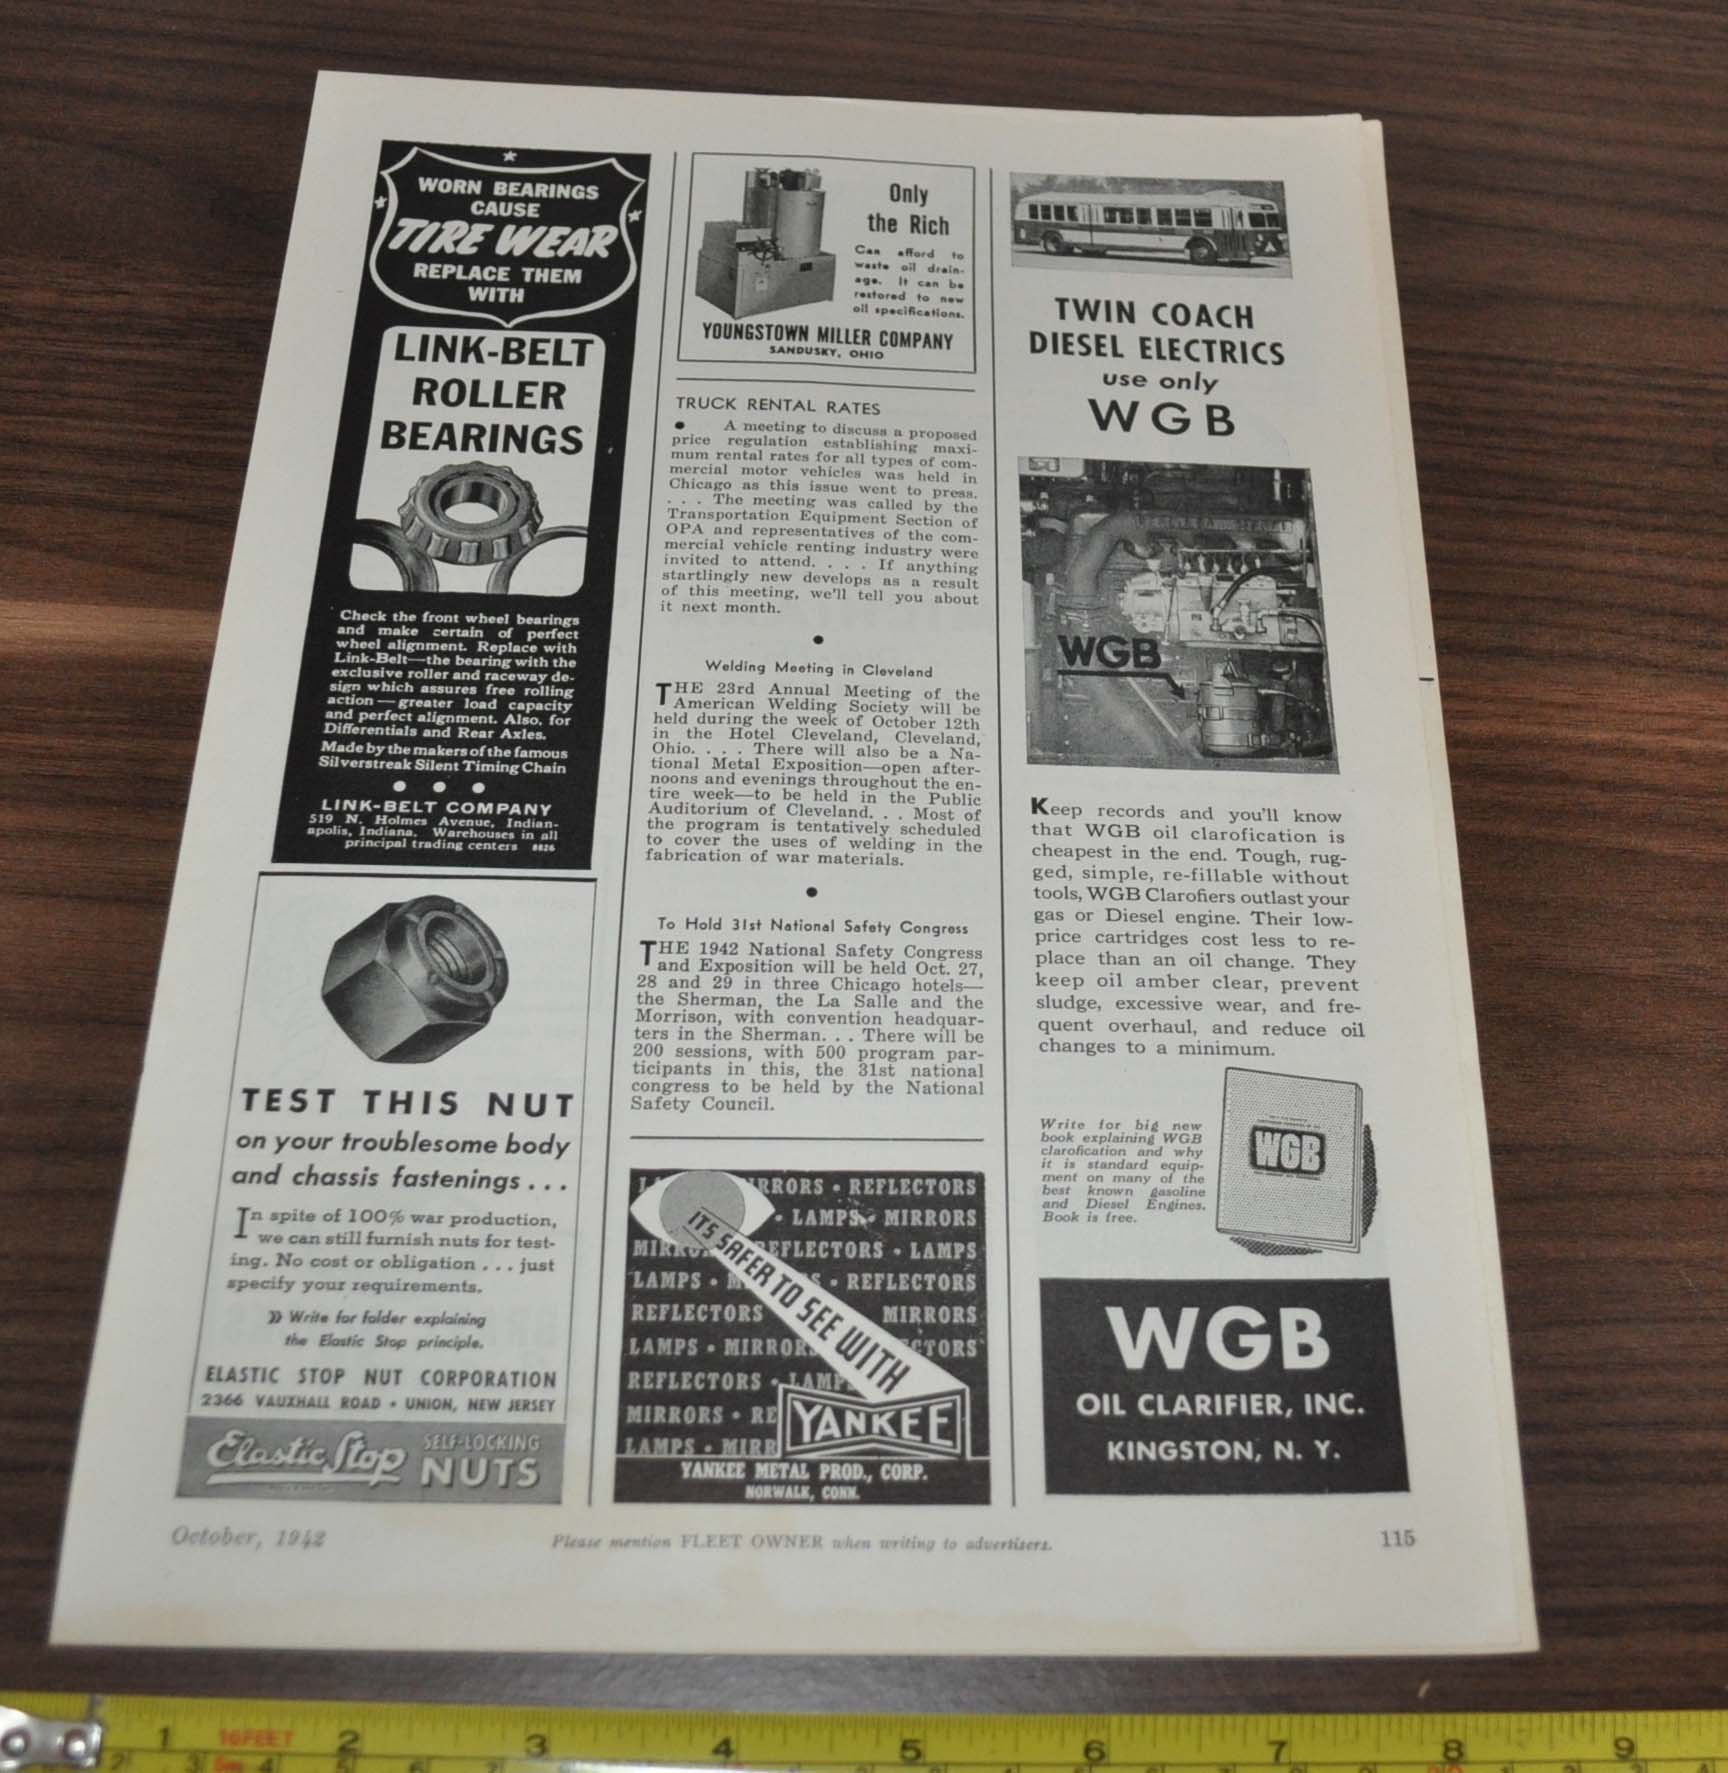 WORN BEARINGS
CAUSE
TIRE WEAR
REPLACE THEM
WITH
LINK-BELT
ROLLER
BEARINGS
Check the front wheel bearings
and make certain of perfect
wheel alignment. Replace with
Link-Belt—the bearing with the
exclusive roller and raceway de-
sign which assures free rolling
action—greater load capacity
and perfect alignment. Also, for
Differentials and Rear Axles.
Made by the makers of the famous
Silverstreak Silent Timing Chain
LINK-BELT COMPANY
519 N. Holmes Avenue, Indian-
apolis, Indiana. Warehouses in all
principal trading centers 8826
TEST THIS NUT
on your troublesome body
and chassis fastenings . . .
In spite of 100% war production,
we can still furnish nuts for test-
ing. No cost or obligation . . . just
specify your requirements.
» Write for folder explaining
the Elastic Stop principle.
ELASTIC STOP NUT CORPORATION
2366 VAUXHALL ROAD • UNION, NEW JERSEY
Elastic Stop SELF-LOCKING
NUTS
Only
the Rich
Can afford to
waste oil drain-
age. It can be
restored to new
oil specifications.
YOUNGSTOWN MILLER COMPANY
SANDUSKY, OHIO
TRUCK RENTAL RATES
• A meeting to discuss a proposed
price regulation establishing maxi-
mum rental rates for all types of com-
mercial motor vehicles was held in
Chicago as this issue went to press.
. . . The meeting was called by the
Transportation Equipment Section of
OPA and representatives of the com-
mercial vehicle renting industry were
invited to attend. . . . If anything
startlingly new develops as a result
of this meeting, we'll tell you about
it next month.
Welding Meeting in Cleveland
THE 23rd Annual Meeting of the
American Welding Society will be
held during the week of October 12th
in the Hotel Cleveland, Cleveland,
Ohio. . . . There will also be a Na-
tional Metal Exposition—open after-
noons and evenings throughout the en-
tire week—to be held in the Public
Auditorium of Cleveland. . . Most of
the program is tentatively scheduled
to cover the uses of welding in the
fabrication of war materials.
To Hold 31st National Safety Congress
THE 1942 National Safety Congress
and Exposition will be held Oct. 27,
28 and 29 in three Chicago hotels—
the Sherman, the La Salle and the
Morrison, with convention headquar-
ters in the Sherman. . . There will be
200 sessions, with 500 program par-
ticipants in this, the 31st national
congress to be held by the National
Safety Council.
RRORS • REFLECTORS
• LAMPS • MIRRORS
MIRRO EFLECTORS • LAMPS
LAMPS • M S • REFLECTORS
REFLECTORS MIRRORS
LAMPS • MIRROR CTORS
REFLECTORS • LAMP
MIRRORS • RE
LAMPS • MIRR
ITS SAFER TO SEE WITH
YANKEE
YANKEE METAL PROD., CORP.
NORWALK, CONN.
TWIN COACH
DIESEL ELECTRICS
use only
WGB
WGB
Keep records and you'll know
that WGB oil clarofication is
cheapest in the end. Tough, rug-
ged, simple, re-fillable without
tools, WGB Clarofiers outlast your
gas or Diesel engine. Their low-
price cartridges cost less to re-
place than an oil change. They
keep oil amber clear, prevent
sludge, excessive wear, and fre-
quent overhaul, and reduce oil
changes to a minimum.
Write for big new
book explaining WGB
clarofication and why
it is standard equip-
ment on many of the
best known gasoline
and Diesel Engines.
Book is free.
WGB
WGB
OIL CLARIFIER, INC.
KINGSTON, N. Y.
October, 1942
Please mention FLEET OWNER when writing to advertisers.
115
1 16FEET 2 3 4 5 6 7 8 9